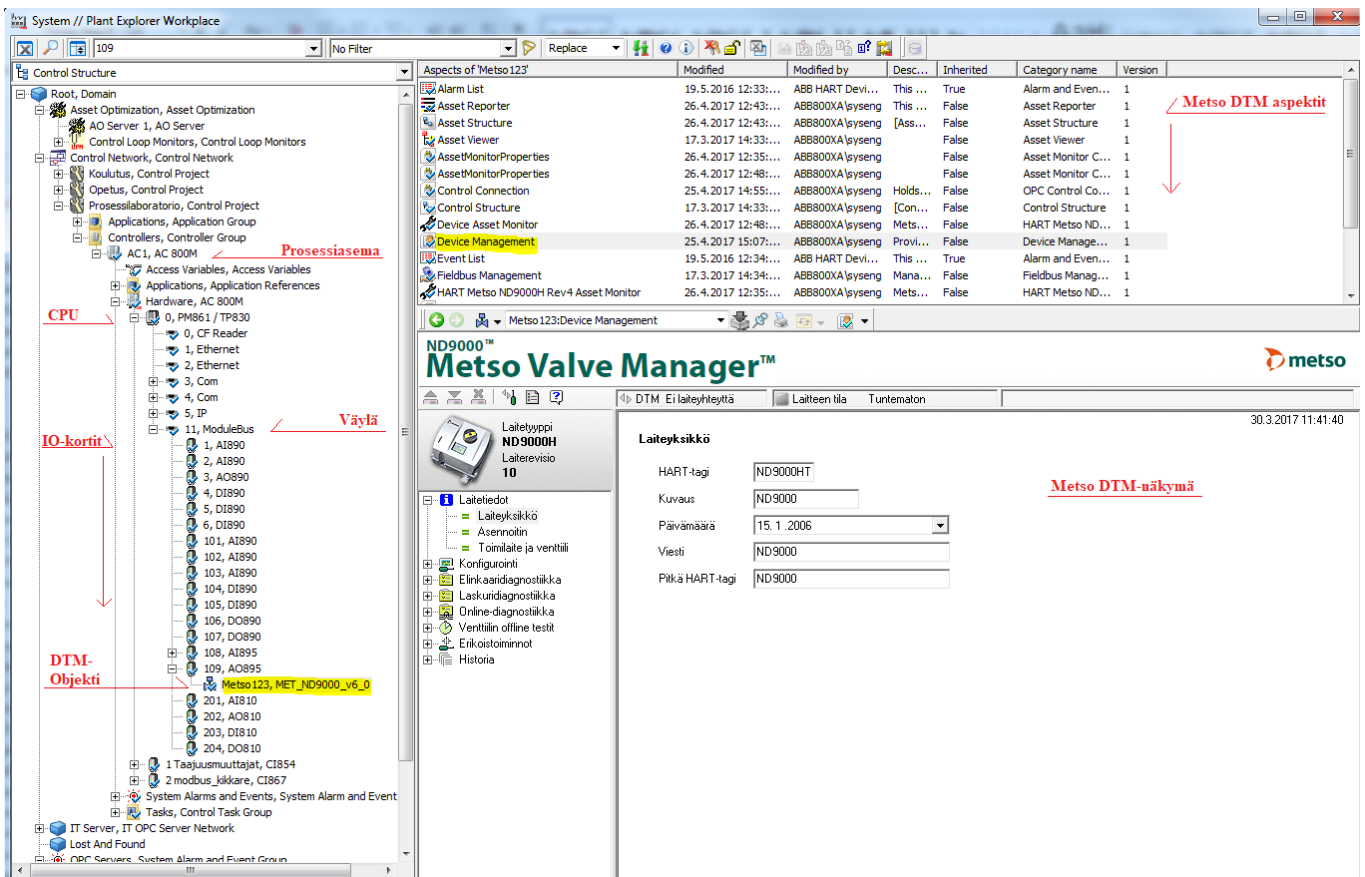 System // Plant Explorer Workplace
109 No Filter Replace
Control Structure
Root, Domain
Asset Optimization, Asset Optimization
AO Server 1, AO Server
Control Loop Monitors, Control Loop Monitors
Control Network, Control Network
Koulutus, Control Project
Opetus, Control Project
Prosessilaboratorio, Control Project
Applications, Application Group
Controllers, Controller Group
AC1, AC 800M
Prosessiasema
Access Variables, Access Variables
Applications, Application References
Hardware, AC 800M
CPU
0, PM861 / TP830
0, CF Reader
1, Ethernet
2, Ethernet
3, Com
4, Com
5, IP
Väylä
11, ModuleBus
IO-kortit
1, AI890
2, AI890
3, AO890
4, DI890
5, DI890
6, DI890
101, AI890
102, AI890
103, AI890
104, DI890
105, DI890
106, DO890
107, DO890
108, AI895
109, AO895
DTM-
Objekti
Metso123, MET_ND9000_v6_0
201, AI810
202, AO810
203, DI810
204, DO810
1 Taajuusmuuttajat, CI854
2 modbus_kikkare, CI867
System Alarms and Events, System Alarm and Event
Tasks, Control Task Group
IT Server, IT OPC Server Network
Lost And Found
OPC Servers, System Alarm and Event Group
Aspects of 'Metso123' Modified Modified by Desc... Inherited Category name Version
Alarm List 19.5.2016 12:33:... ABB HART Devi... This ... True Alarm and Even... 1
Asset Reporter 26.4.2017 12:43:... ABB800XA\syseng This ... False Asset Reporter 1
Asset Structure 26.4.2017 12:43:... ABB800XA\syseng [Ass... False Asset Structure 1
Asset Viewer 17.3.2017 14:33:... ABB800XA\syseng False Asset Viewer 1
AssetMonitorProperties 26.4.2017 12:35:... ABB800XA\syseng False Asset Monitor C... 1
AssetMonitorProperties 26.4.2017 12:48:... ABB800XA\syseng False Asset Monitor C... 1
Control Connection 25.4.2017 14:55:... ABB800XA\syseng Holds... False OPC Control Co... 1
Control Structure 17.3.2017 14:33:... ABB800XA\syseng [Con... False Control Structure 1
Device Asset Monitor 26.4.2017 12:48:... ABB800XA\syseng Mets... False HART Metso ND... 1
Device Management 25.4.2017 15:07:... ABB800XA\syseng Provi... False Device Manage... 1
Event List 19.5.2016 12:34:... ABB HART Devi... This ... True Alarm and Even... 1
Fieldbus Management 17.3.2017 14:34:... ABB800XA\syseng Mana... False Fieldbus Manag... 1
HART Metso ND9000H Rev4 Asset Monitor 26.4.2017 12:35:... ABB800XA\syseng Mets... False HART Metso ND... 1
Metso DTM aspektit
Metso123:Device Management
ND9000™
Metso Valve Manager™
metso
DTM Ei laiteyhteyttä Laitteen tila Tuntematon
Laitetyyppi
ND9000H
Laiterevisio
10
Laitetiedot
Laiteyksikkö
Asennoitin
Toimilaite ja venttiili
Konfigurointi
Elinkaaridiagnostiikka
Laskuridiagnostiikka
Online-diagnostiikka
Venttiilin offline testit
Erikoistoiminnot
Historia
30.3.2017 11:41:40
Laiteyksikkö
HART-tagi ND9000HT
Kuvaus ND9000
Päivämäärä 15. 1 .2006
Viesti ND9000
Pitkä HART-tagi ND9000
Metso DTM-näkymä